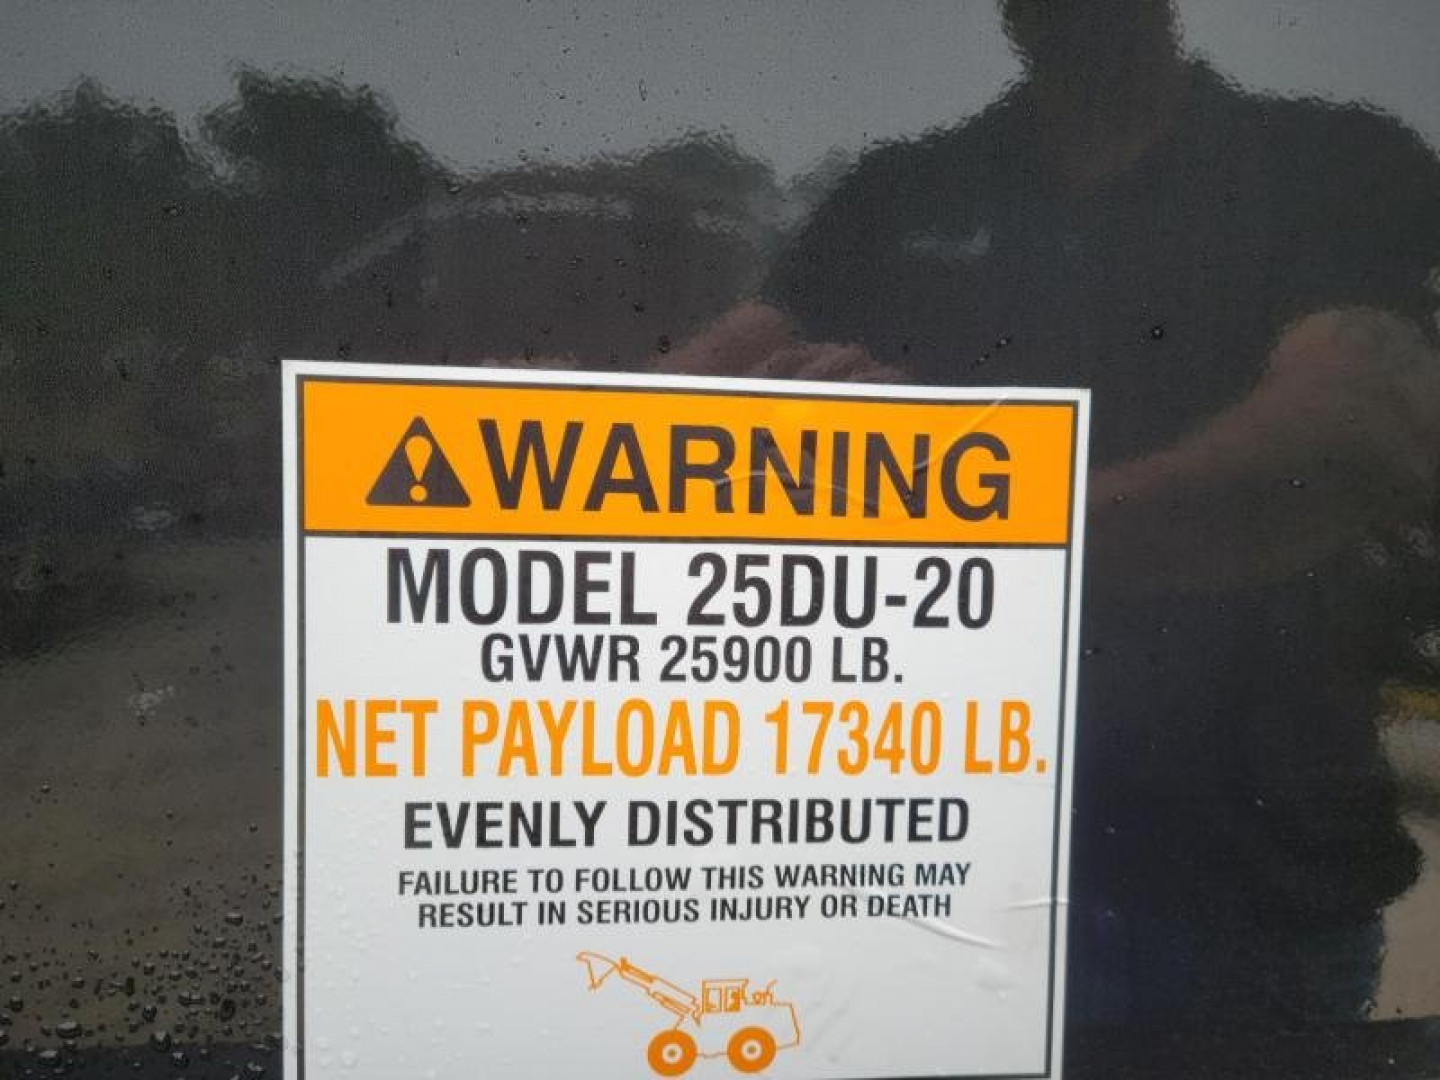 WARNING
MODEL 25DU-20
GVWR 25900 LB.
NET PAYLOAD 17340 LB.
EVENLY DISTRIBUTED
FAILURE TO FOLLOW THIS WARNING MAY
RESULT IN SERIOUS INJURY OR DEATH